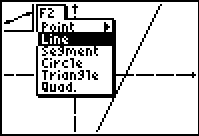 F2
Point
Line
Segment
Circle
Triangle
Quad.